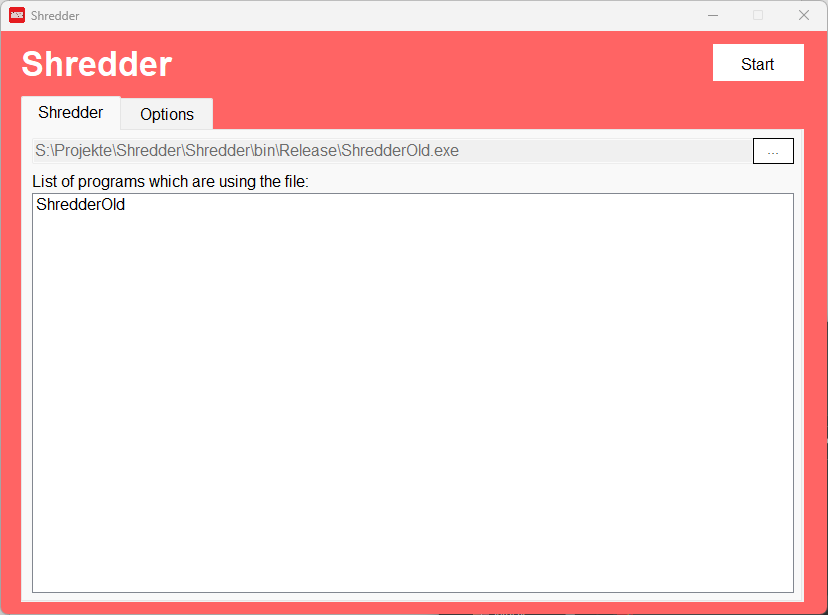 Shredder
Shredder
Start
Shredder
Options
S:\Projekte\Shredder\Shredder\bin\Release\ShredderOld.exe
...
List of programs which are using the file:
ShredderOld